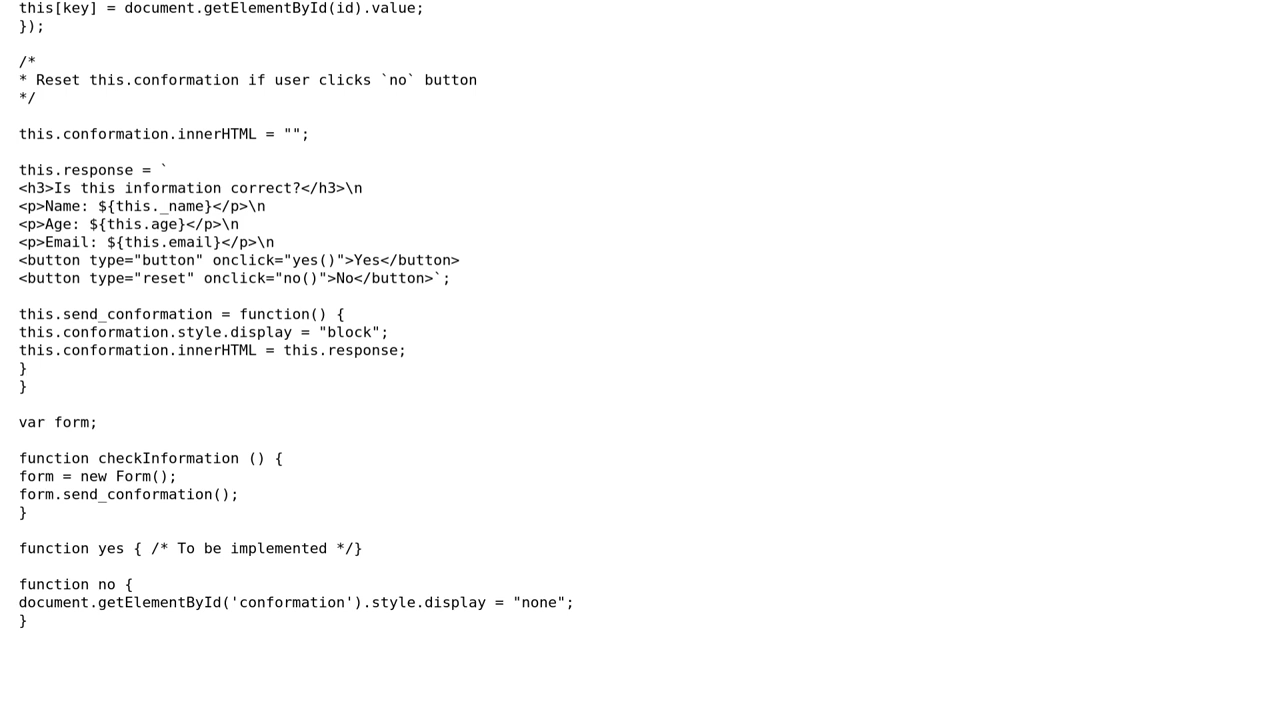 this[key] = document.getElementById(id).value;
});

/*
* Reset this.conformation if user clicks `no` button
*/

this.conformation.innerHTML = "";

this.response = `
<h3>Is this information correct?</h3>\n
<p>Name: ${this._name}</p>\n
<p>Age: ${this.age}</p>\n
<p>Email: ${this.email}</p>\n
<button type="button" onclick="yes()">Yes</button>
<button type="reset" onclick="no()">No</button>`;

this.send_conformation = function() {
this.conformation.style.display = "block";
this.conformation.innerHTML = this.response;
}
}

var form;

function checkInformation () {
form = new Form();
form.send_conformation();
}

function yes { /* To be implemented */}

function no {
document.getElementById('conformation').style.display = "none";
}